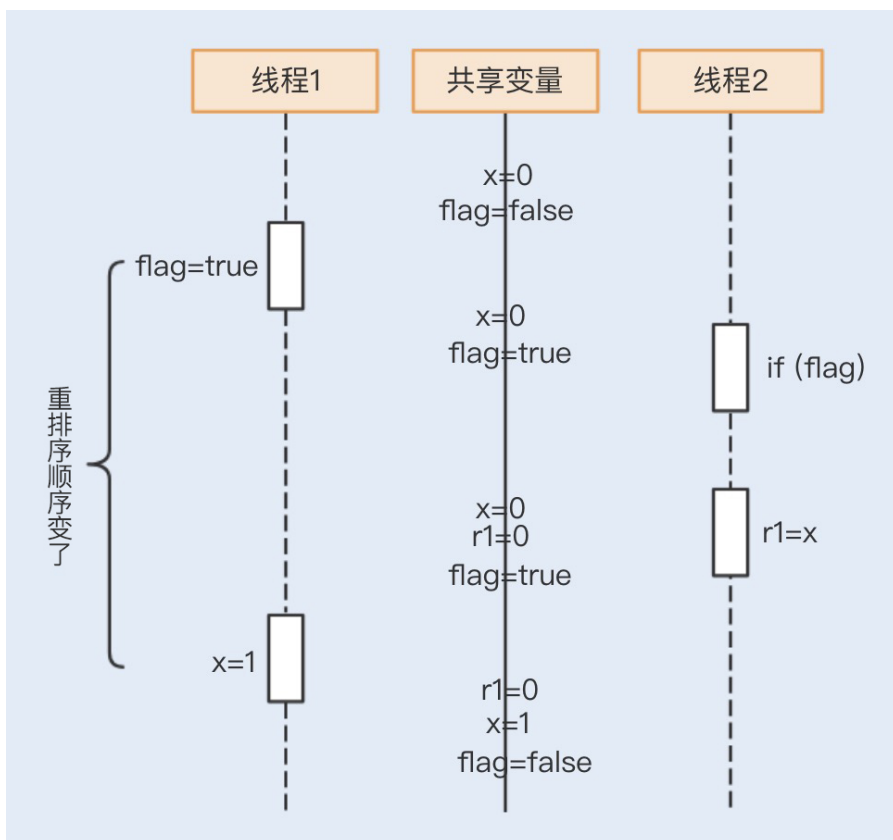 线程1
共享变量
线程2
x=0
flag=false
flag=true
x=0
flag=true
if (flag)
重排序顺序变了
x=0
r1=0
flag=true
r1=x
x=1
r1=0
x=1
flag=false